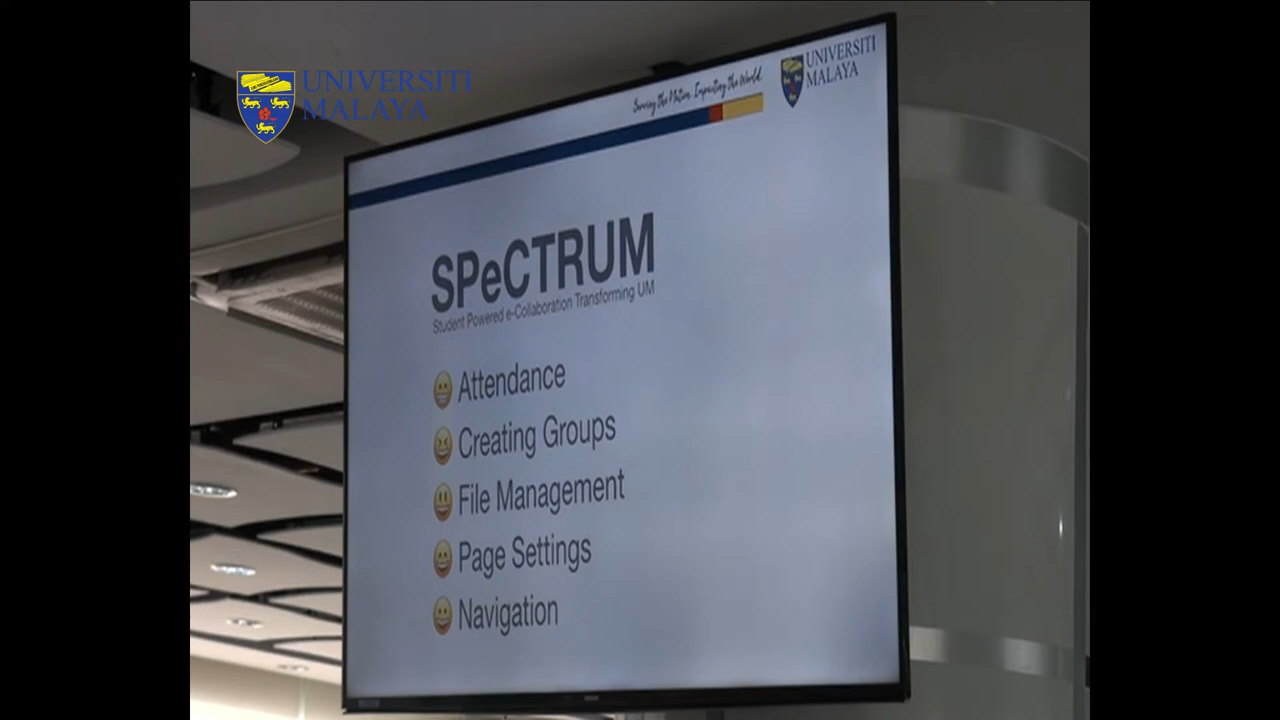 UNIVERSITI
MALAYA
Serving the Nation. Impacting the World.
UNIVERSITI
MALAYA
SPeCTRUM
Student Powered e-Collaboration Transforming UM
Attendance
Creating Groups
File Management
Page Settings
Navigation